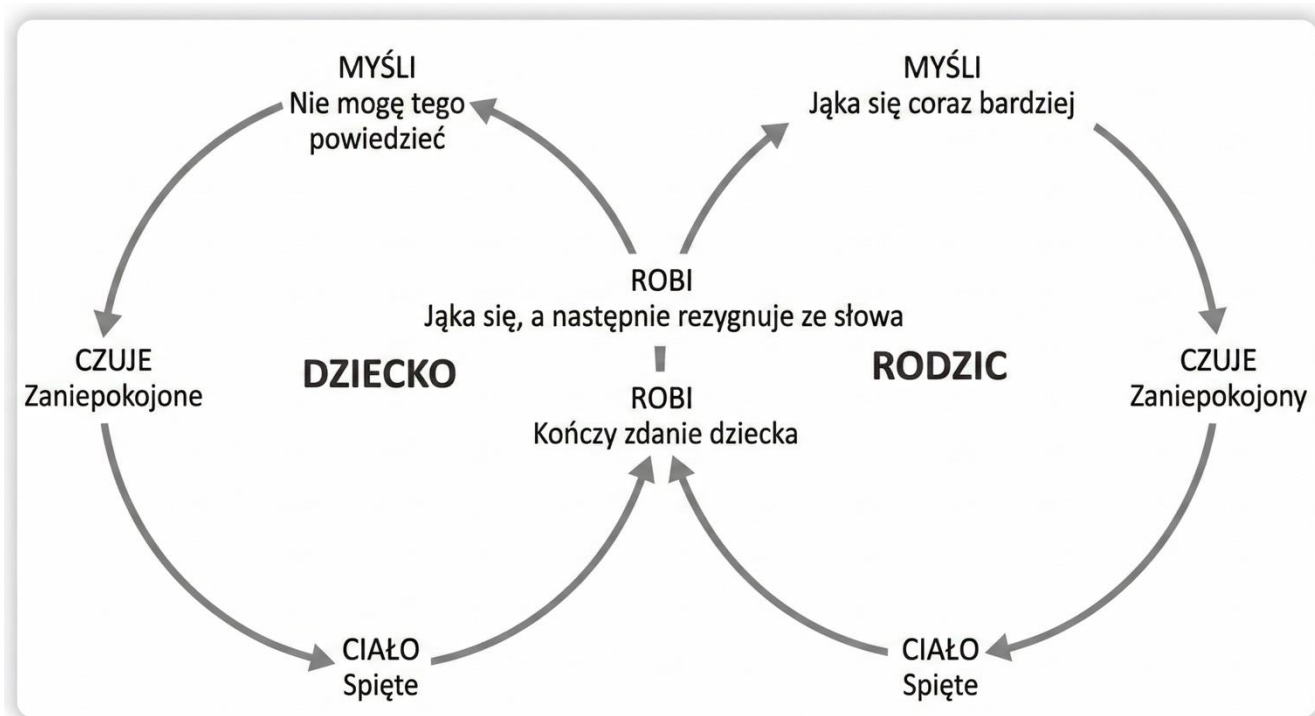 MYŚLI
Nie mogę tego
powiedzieć
MYŚLI
Jąka się coraz bardziej
ROBI
Jąka się, a następnie rezygnuje ze słowa
CZUJE
Zaniepokojone
DZIECKO
RODZIC
CZUJE
Zaniepokojony
ROBI
Kończy zdanie dziecka
CIAŁO
Spięte
CIAŁO
Spięte